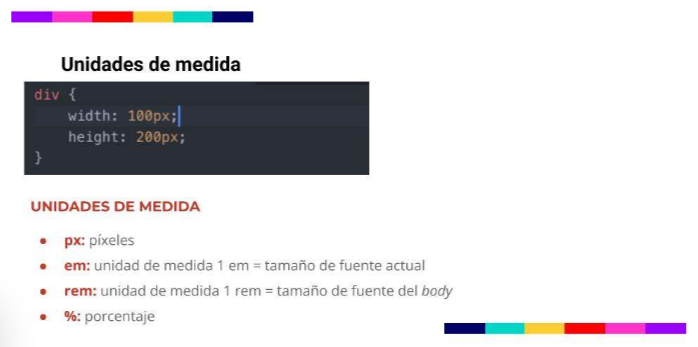 Unidades de medida
div {
width: 100px;
height: 200px;
}
UNIDADES DE MEDIDA
px: píxeles
em: unidad de medida 1 em = tamaño de fuente actual
rem: unidad de medida 1 rem = tamaño de fuente del body
%: porcentaje